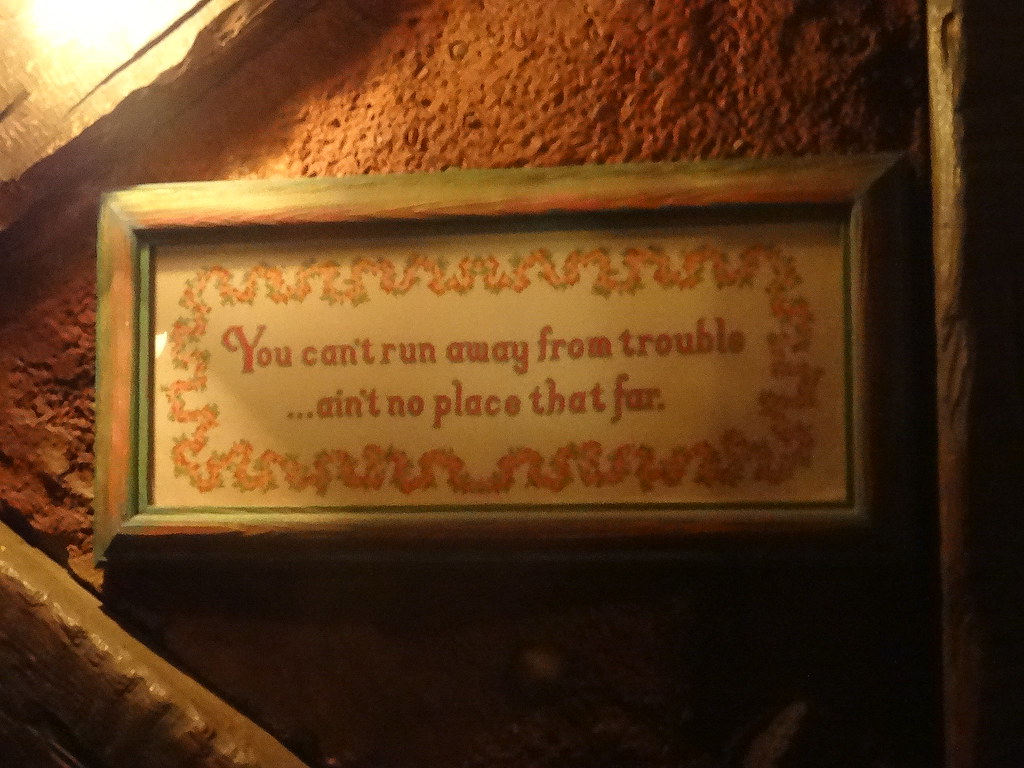 You can't run away from trouble
...ain't no place that far.